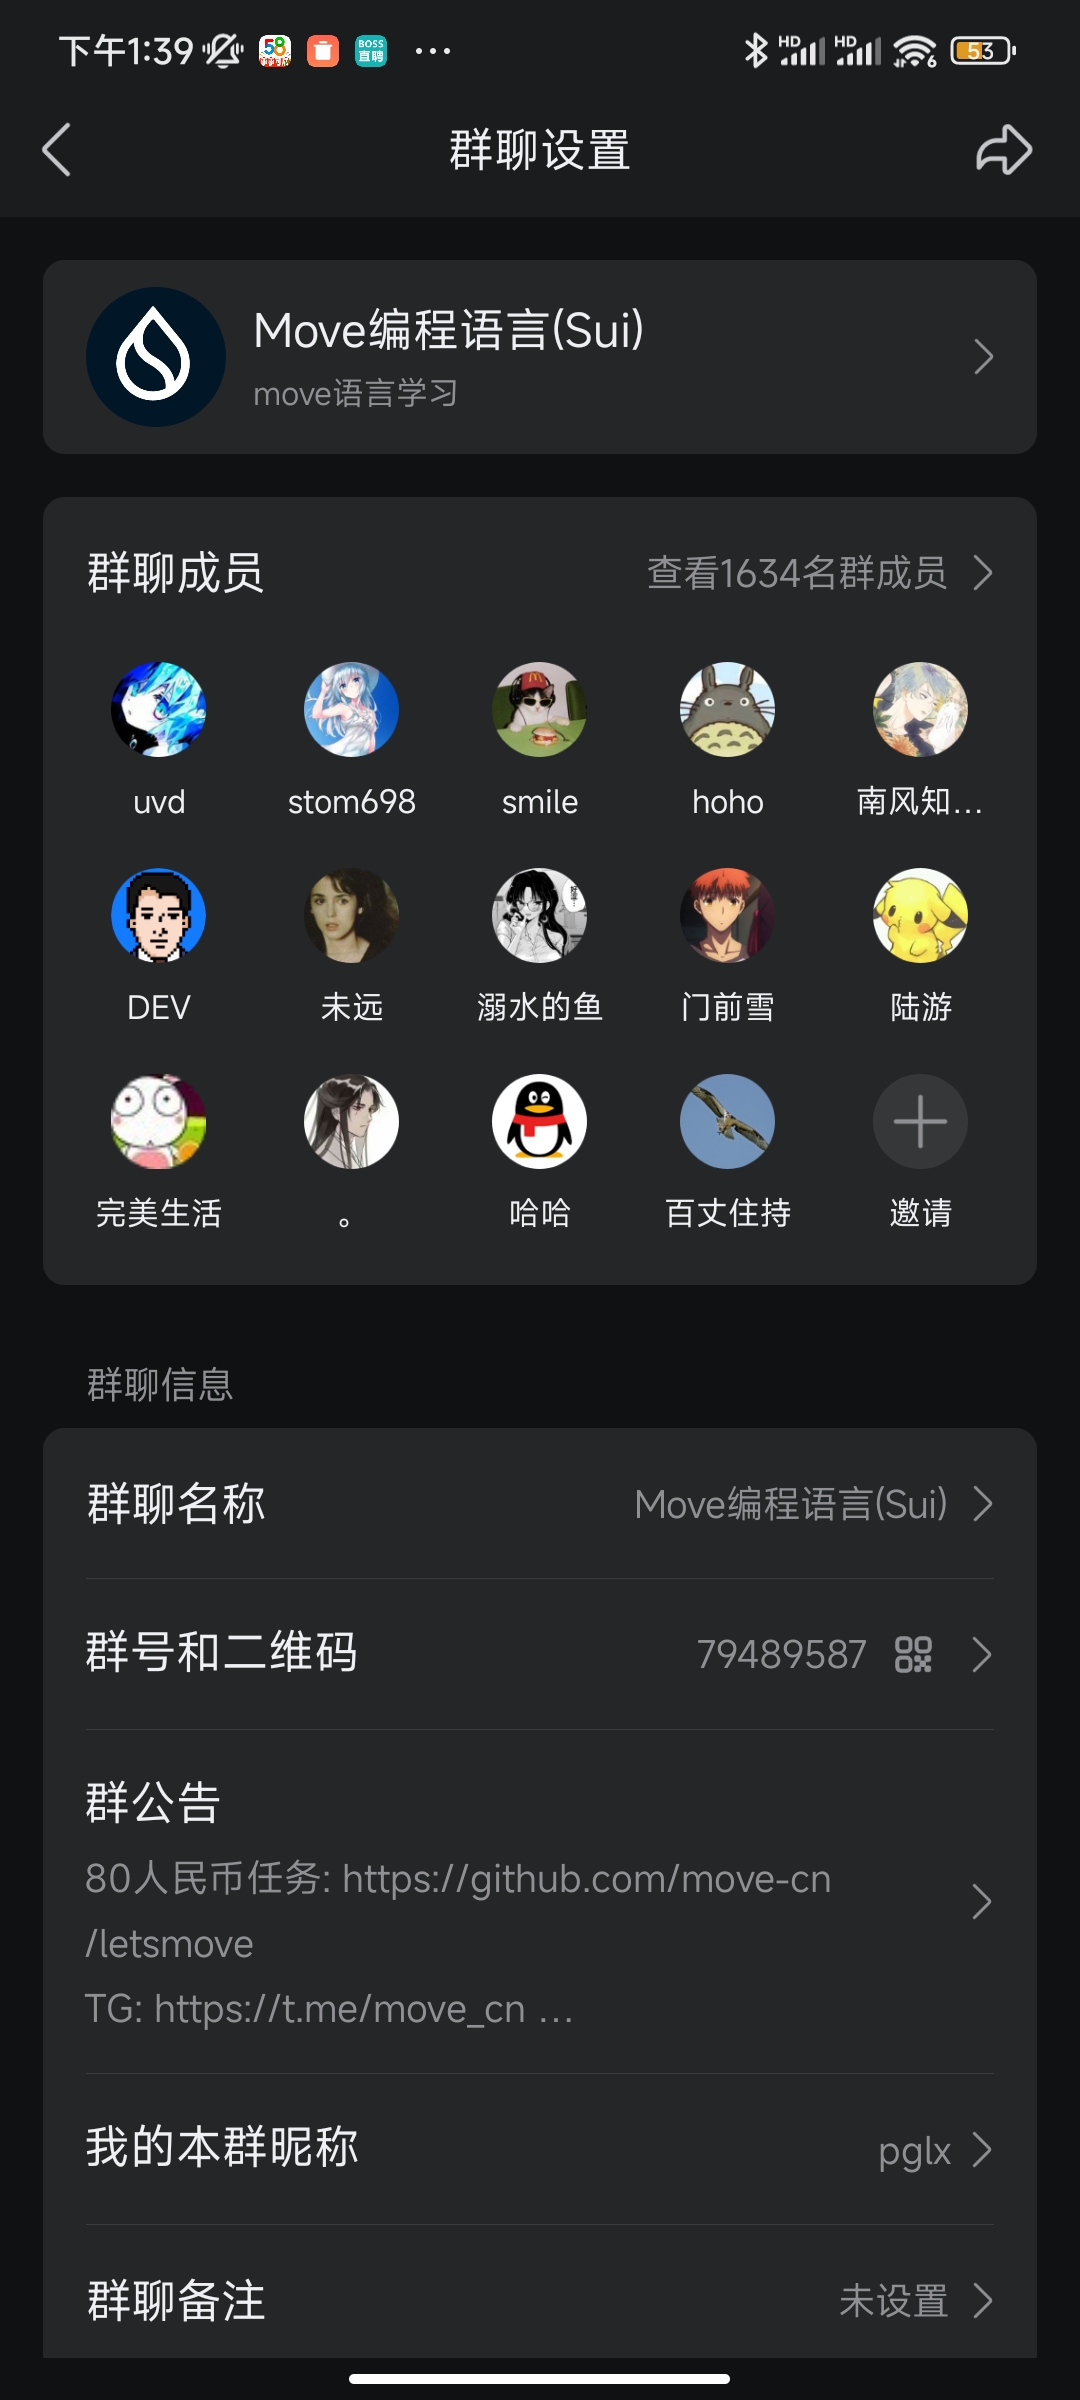 下午1:39
58
BOSS
直聘
HD
HD
6
53
群聊设置
Move编程语言(Sui)
move语言学习
群聊成员
查看1634名群成员
uvd
stom698
smile
hoho
南风知…
DEV
未远
溺水的鱼
门前雪
陆游
完美生活
。
哈哈
百丈住持
邀请
群聊信息
群聊名称
Move编程语言(Sui)
群号和二维码
79489587
群公告
80人民币任务: https://github.com/move-cn
/letsmove
TG: https://t.me/move_cn …
我的本群昵称
pglx
群聊备注
未设置